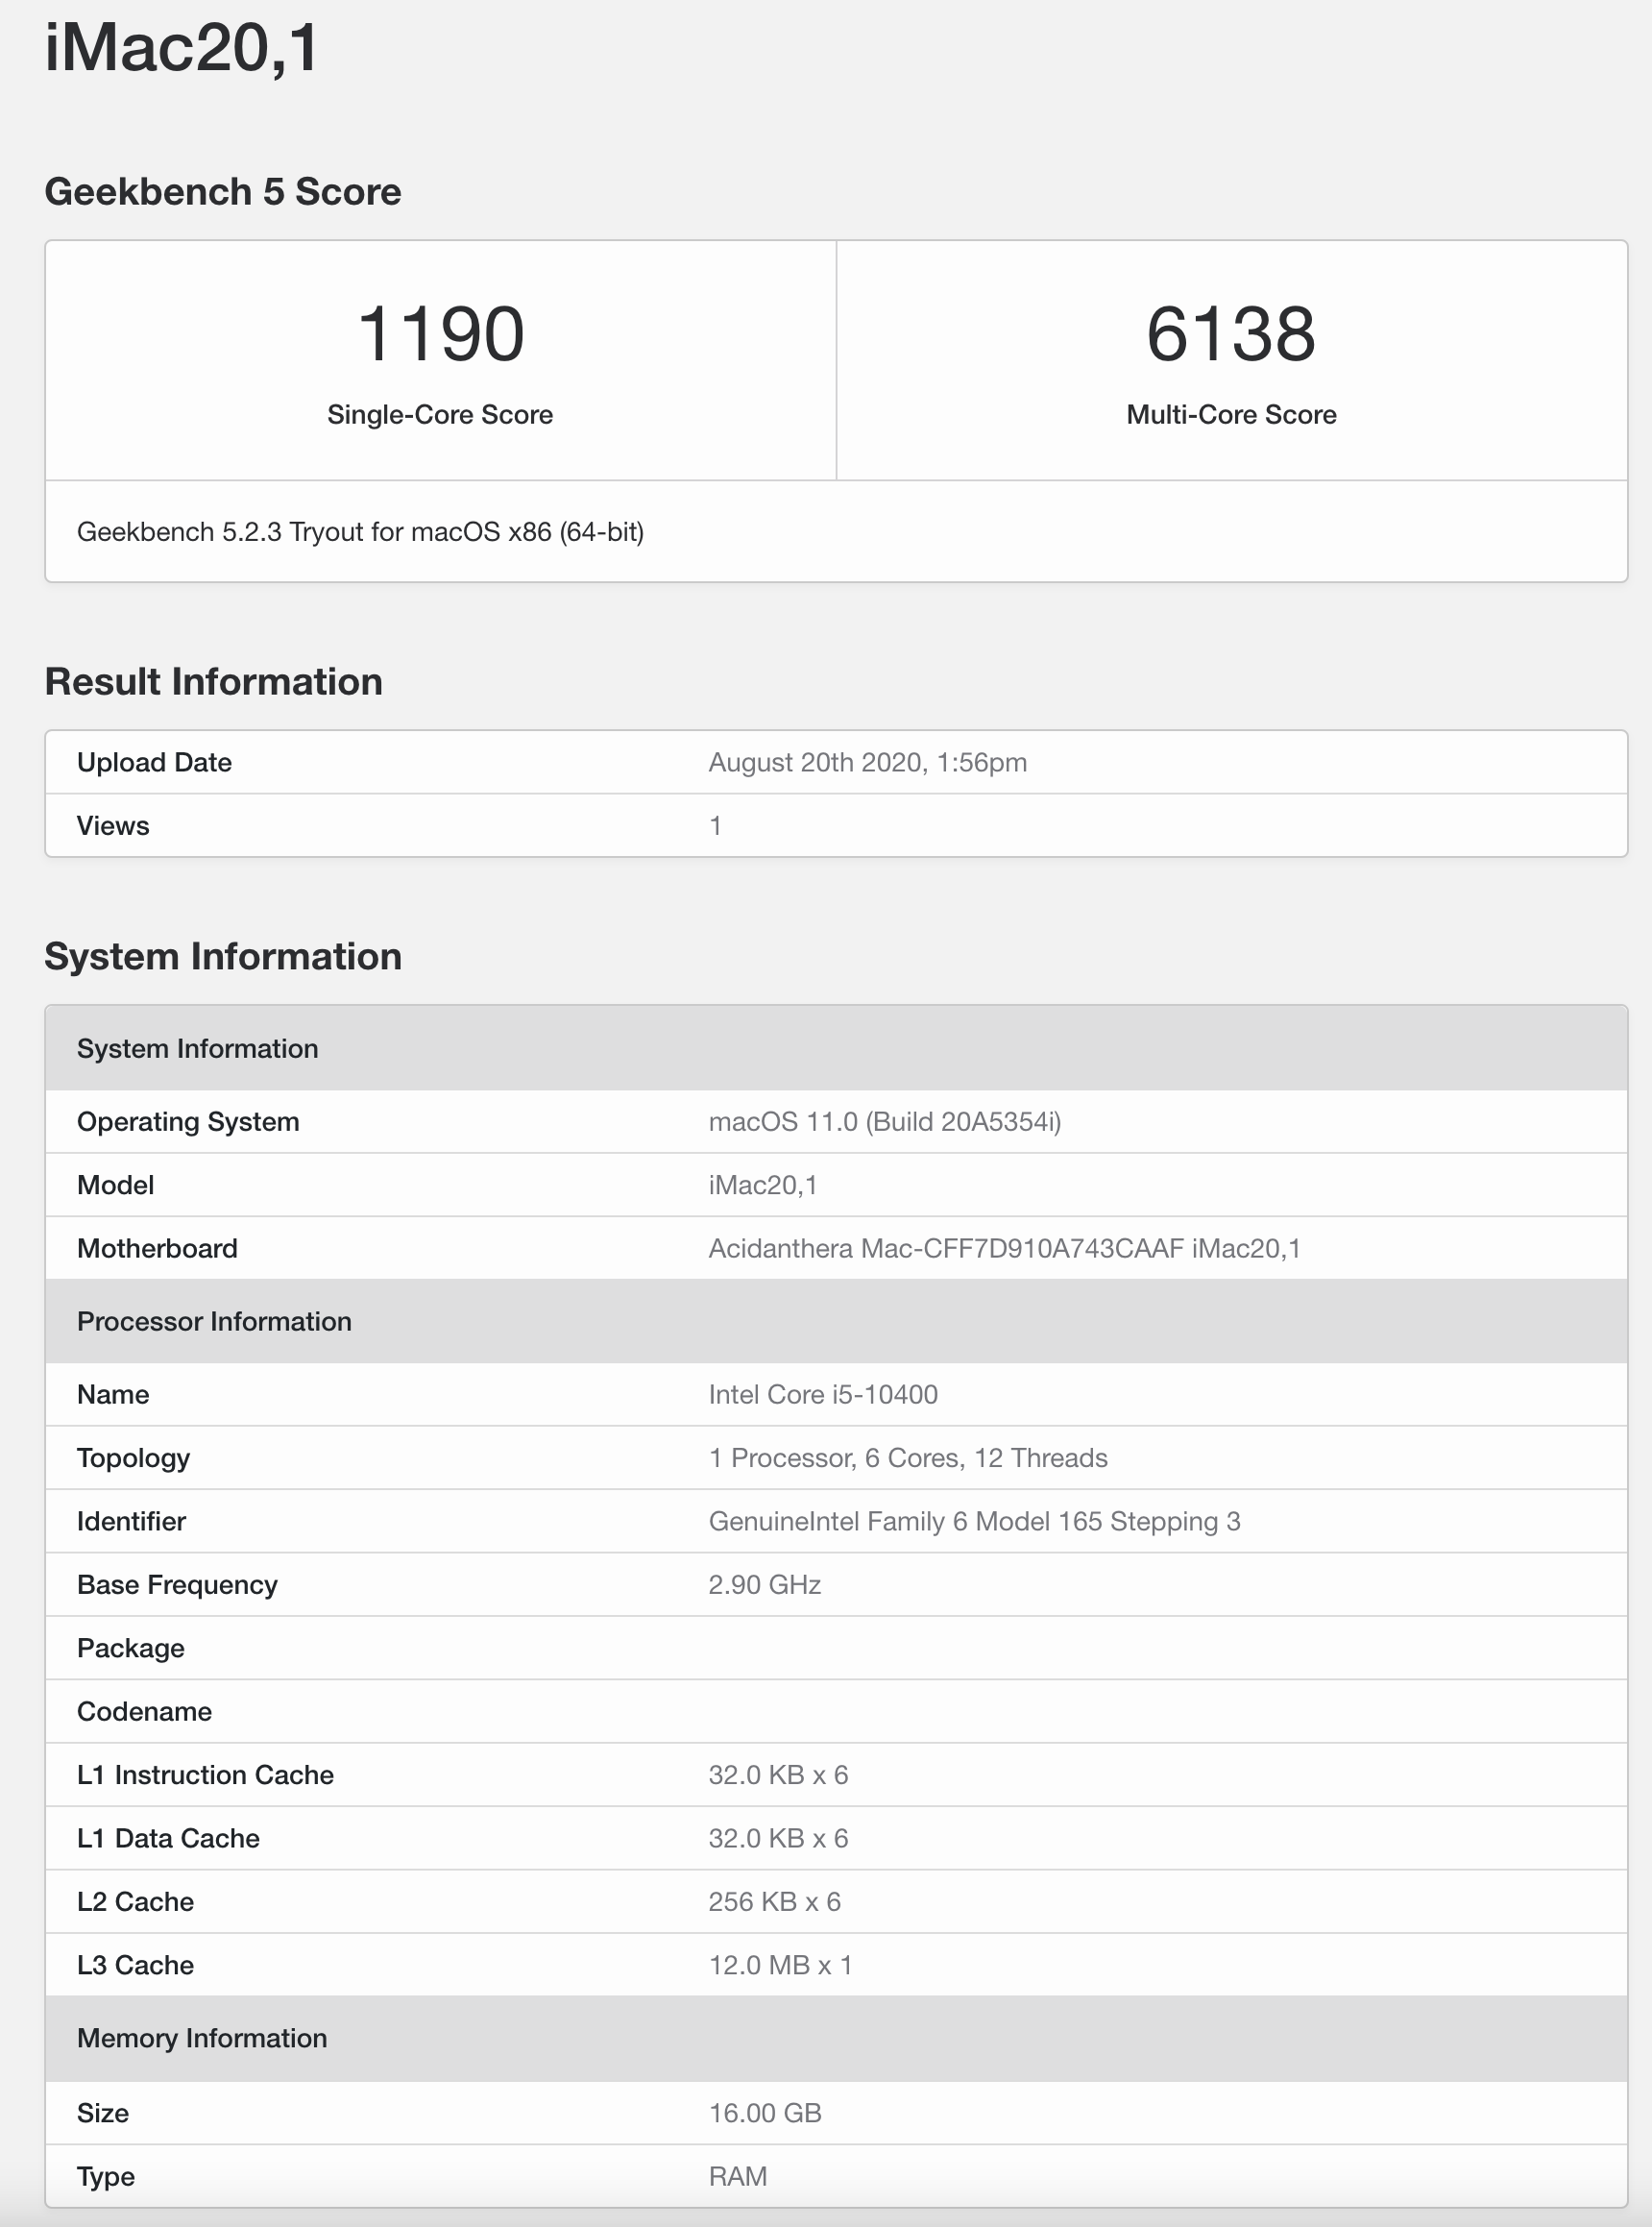 iMac20,1
Geekbench 5 Score
1190
Single-Core Score
6138
Multi-Core Score
Geekbench 5.2.3 Tryout for macOS x86 (64-bit)
Result Information
Upload Date August 20th 2020, 1:56pm
Views 1
System Information
System Information
Operating System macOS 11.0 (Build 20A5354i)
Model iMac20,1
Motherboard Acidanthera Mac-CFF7D910A743CAAF iMac20,1
Processor Information
Name Intel Core i5-10400
Topology 1 Processor, 6 Cores, 12 Threads
Identifier GenuineIntel Family 6 Model 165 Stepping 3
Base Frequency 2.90 GHz
Package
Codename
L1 Instruction Cache 32.0 KB x 6
L1 Data Cache 32.0 KB x 6
L2 Cache 256 KB x 6
L3 Cache 12.0 MB x 1
Memory Information
Size 16.00 GB
Type RAM